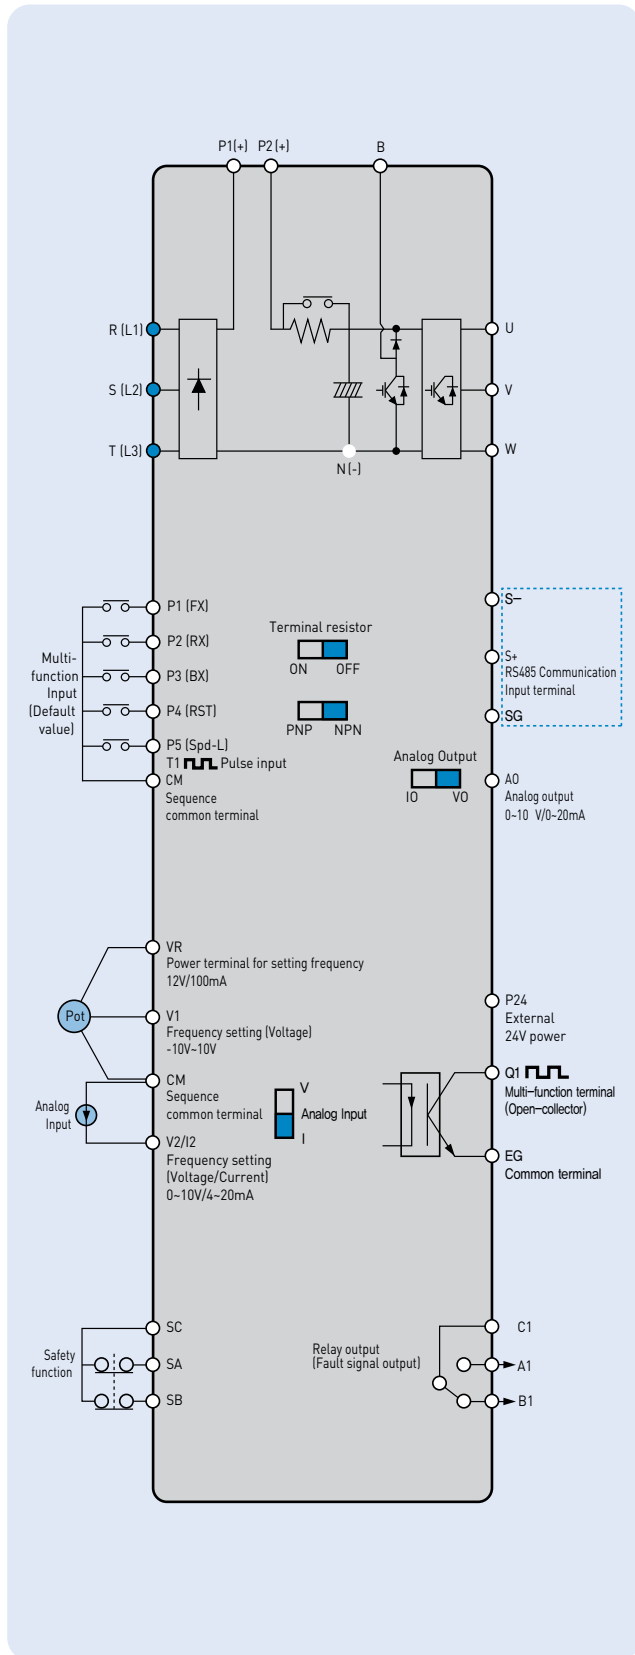 P1(+) P2(+) B
R (L1)
S (L2)
T (L3)
U
V
W
N (-)
Multi-
function
Input
(Default
value)
P1 (FX)
P2 (RX)
P3 (BX)
P4 (RST)
P5 (Spd-L)
T1 Pulse input
CM
Sequence
common terminal
Terminal resistor
ON OFF
PNP NPN
Analog Output
IO VO
S-
S+
RS485 Communication
Input terminal
SG
AO
Analog output
0~10 V/0~20mA
Pot
VR
Power terminal for setting frequency
12V/100mA
V1
Frequency setting (Voltage)
-10V~10V
CM
Sequence
common terminal
Analog
Input
V2/I2
Frequency setting
(Voltage/Current)
0~10V/4~20mA
V
Analog Input
I
P24
External
24V power
Q1
Multi-function terminal
(Open-collector)
EG
Common terminal
Safety
function
SC
SA
SB
Relay output
(Fault signal output)
C1
A1
B1